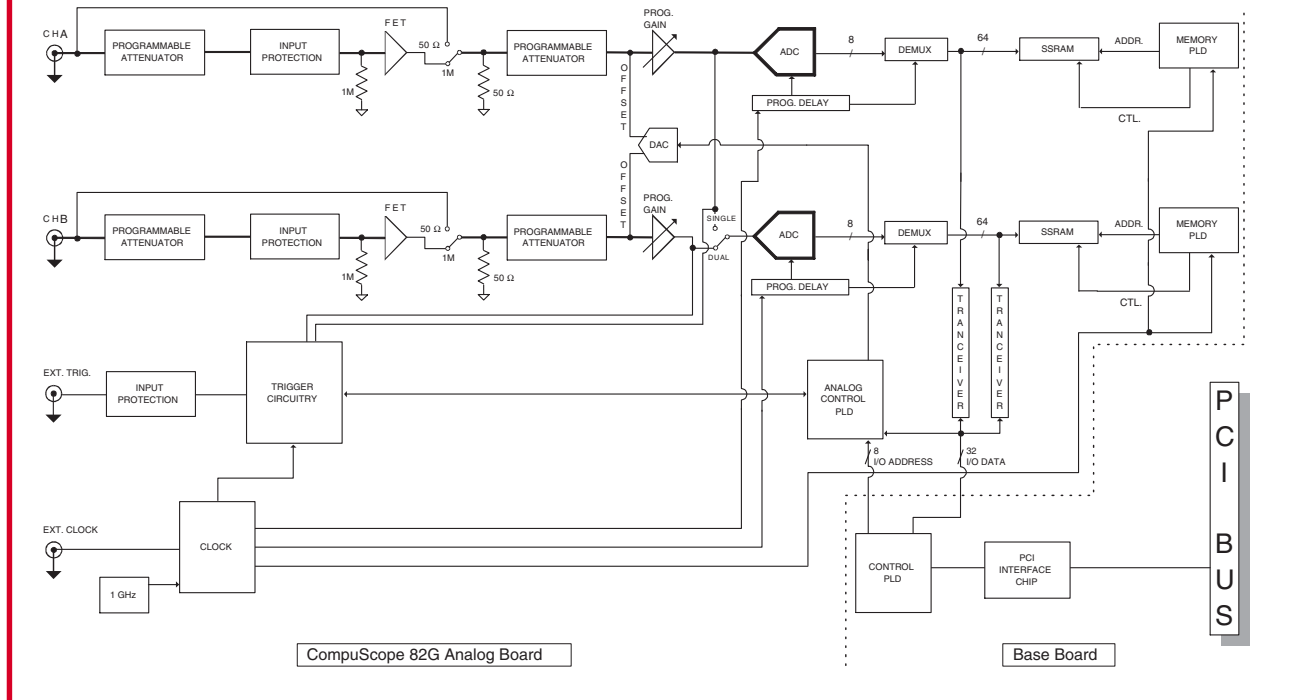 CHA
PROGRAMMABLE
ATTENUATOR
INPUT
PROTECTION
1M
FET
50 Ω
1M
50 Ω
PROGRAMMABLE
ATTENUATOR
OFFSET
PROG.
GAIN
ADC
8
DEMUX
64
SSRAM
ADDR.
MEMORY
PLD
CTL.
PROG. DELAY
DAC
CHB
PROGRAMMABLE
ATTENUATOR
INPUT
PROTECTION
1M
FET
50 Ω
1M
50 Ω
PROGRAMMABLE
ATTENUATOR
OFFSET
PROG.
GAIN
SINGLE
DUAL
ADC
8
DEMUX
64
SSRAM
ADDR.
MEMORY
PLD
CTL.
PROG. DELAY
TRANCEIVER
TRANCEIVER
EXT. TRIG.
INPUT
PROTECTION
TRIGGER
CIRCUITRY
ANALOG
CONTROL
PLD
8
I/O ADDRESS
32
I/O DATA
EXT. CLOCK
CLOCK
1 GHz
CONTROL
PLD
PCI
INTERFACE
CHIP
PCI BUS
CompuScope 82G Analog Board
Base Board